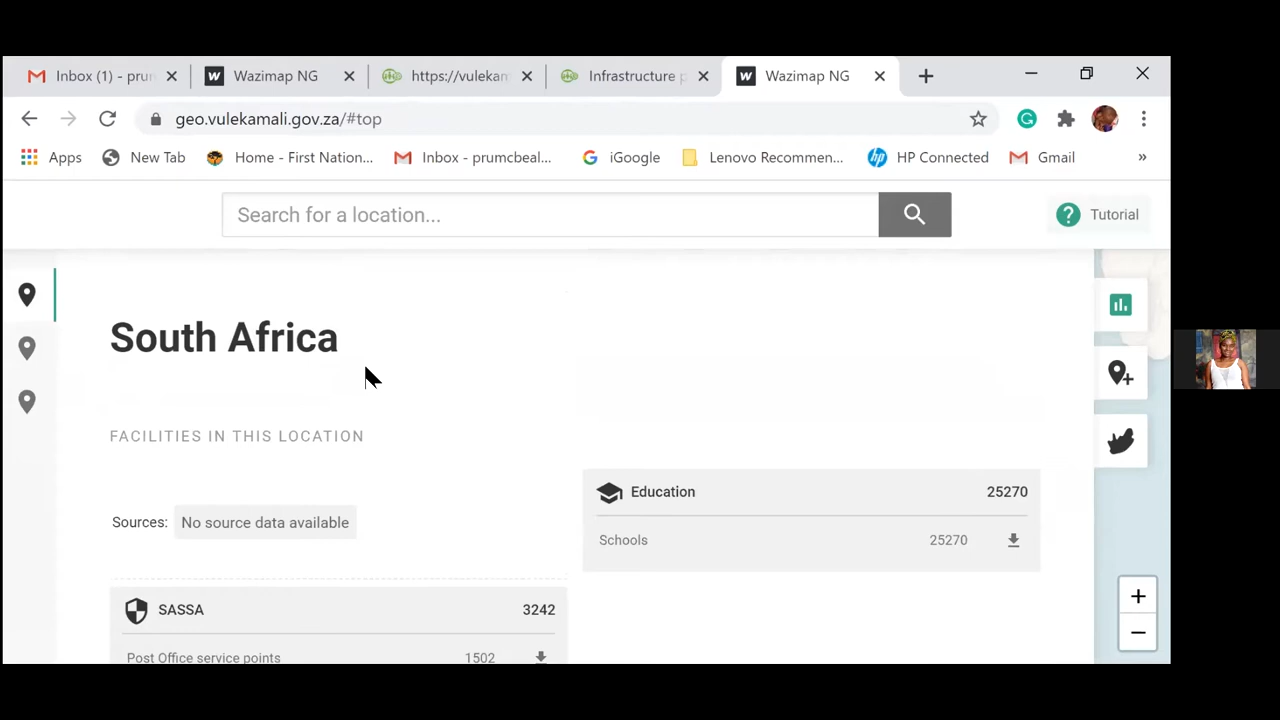 Inbox (1) - prum
Wazimap NG
https://vulekam
Infrastructure p
Wazimap NG
geo.vulekamali.gov.za/#top
Apps
New Tab
Home - First Nation...
Inbox - prumcbeal...
iGoogle
Lenovo Recommen...
HP Connected
Gmail
»
Search for a location...
Tutorial
South Africa
FACILITIES IN THIS LOCATION
Education 25270
Sources: No source data available
Schools 25270
SASSA 3242
Post Office service points 1502